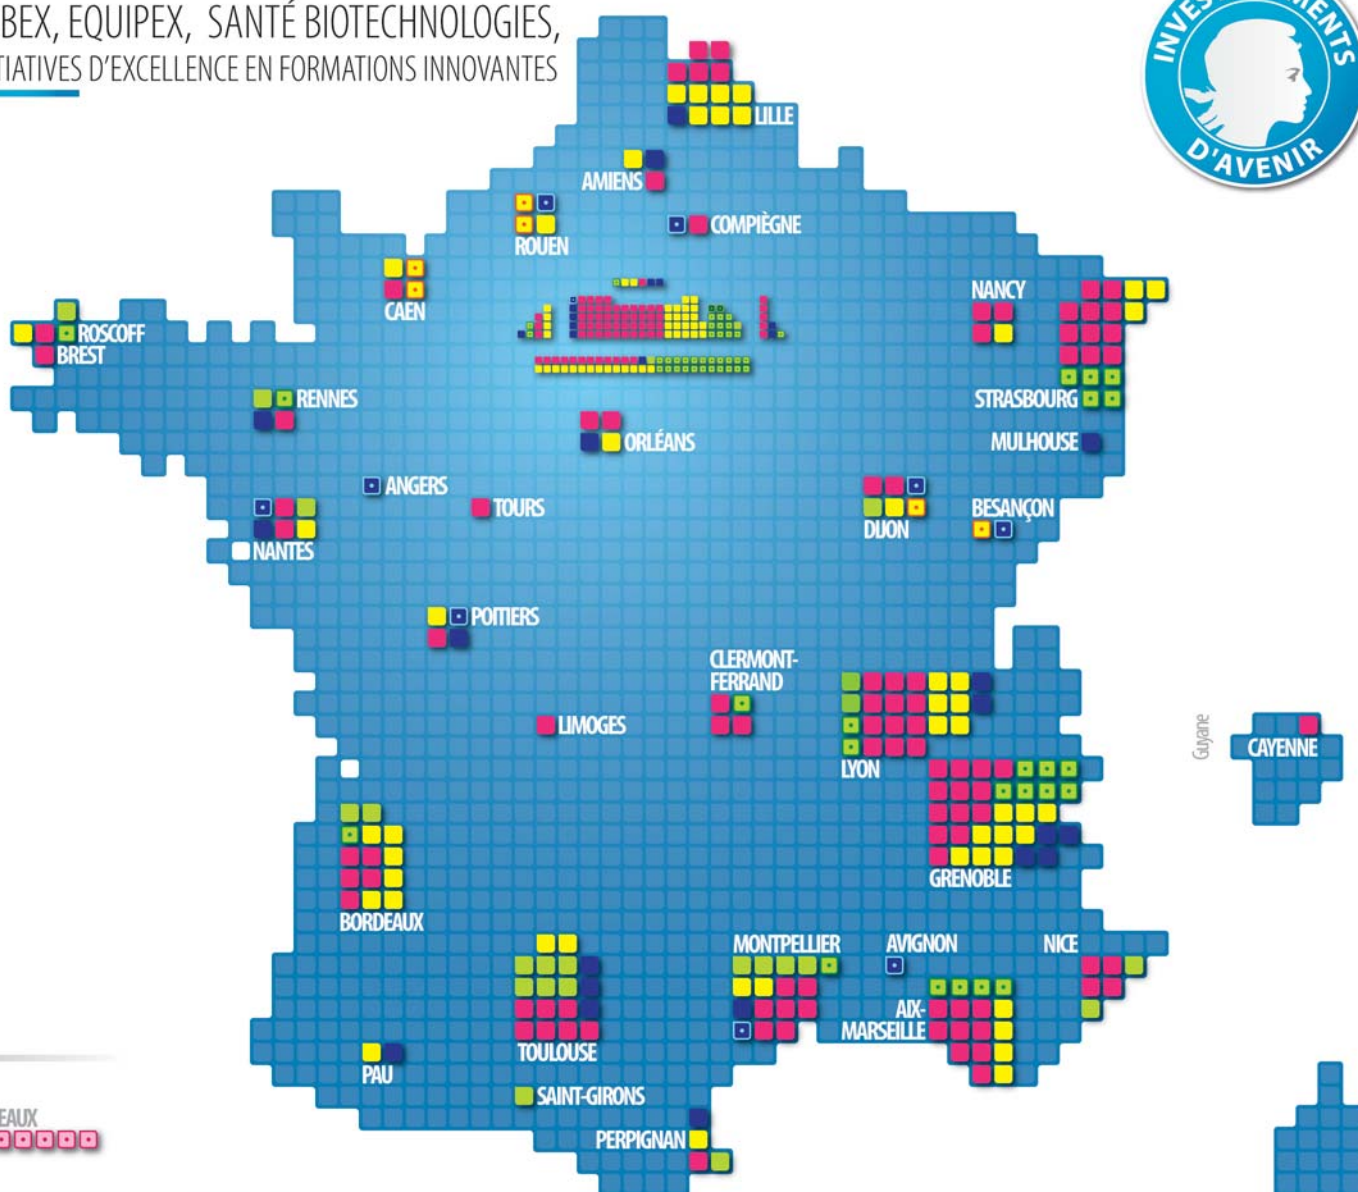 BEX, EQUIPEX, SANTÉ BIOTECHNOLOGIES,
TIATIVES D'EXCELLENCE EN FORMATIONS INNOVANTES
D'AVENIR
LILLE
AMIENS
ROUEN
COMPIÈGNE
CAEN
NANCY
ROSCOFF
BREST
RENNES
STRASBOURG
ORLÉANS
MULHOUSE
ANGERS
TOURS
DIJON
BESANÇON
NANTES
POITIERS
CLERMONT-
FERRAND
LIMOGES
LYON
Guyane
CAYENNE
GRENOBLE
BORDEAUX
MONTPELLIER
AVIGNON
NICE
AIX-
MARSEILLE
TOULOUSE
PAU
SAINT-GIRONS
EAUX
PERPIGNAN